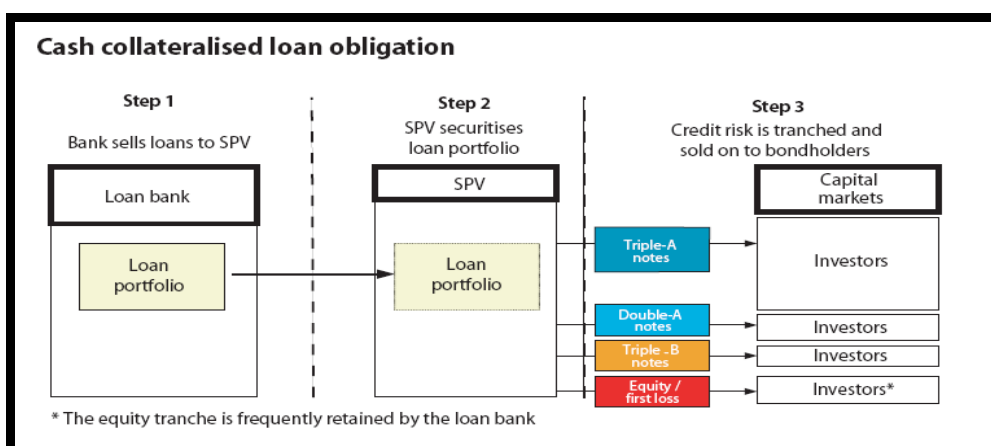 Cash collateralised loan obligation
Step 1
Bank sells loans to SPV
Loan bank
Loan
portfolio
Step 2
SPV securitises
loan portfolio
SPV
Loan
portfolio
Step 3
Credit risk is tranched and
sold on to bondholders
Capital
markets
Triple-A
notes
Investors
Double-A
notes
Investors
Triple-B
notes
Investors
Equity /
first loss
Investors*
* The equity tranche is frequently retained by the loan bank